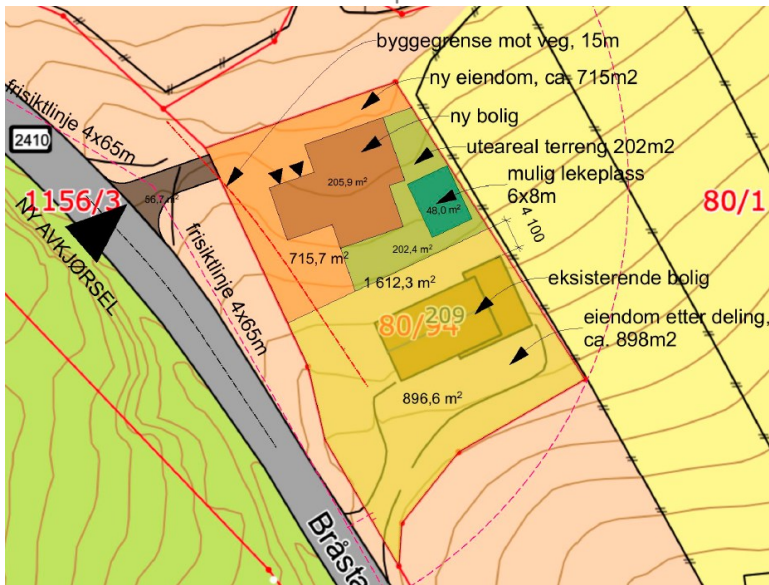 byggegrense mot veg, 15m
ny eiendom, ca. 715m2
ny bolig
uteareal terreng 202m2
mulig lekeplass
6x8m
frisiktlinje 4x65m
2410
1156/3
56,7 m²
NY AVKJØRSEL
frisiktlinje 4x65m
205,9 m²
48,0 m²
4 100
80/1
715,7 m²
202,4 m²
1 612,3 m²
eksisterende bolig
209
80/94
eiendom etter deling,
ca. 898m2
896,6 m²
Bråsta